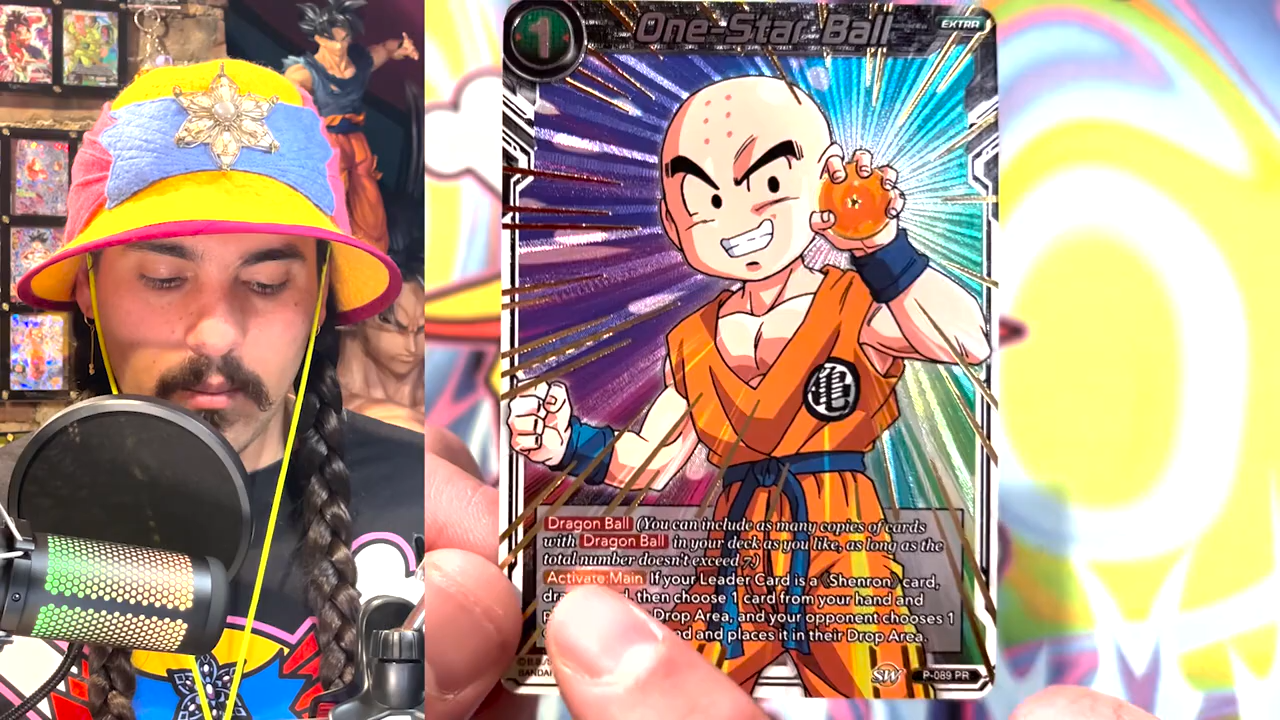 1
One-Star Ball
EXTRA
亀
Dragon Ball (You can include as many copies of cards
with Dragon Ball in your deck as you like, as long as the
total number doesn't exceed 7.)
Activate:Main If your Leader Card is a 《Shenron》 card,
then choose 1 card from your hand and
Drop Area, and your opponent chooses 1
and places it in their Drop Area.
BANDAI
SW
P-089 PR